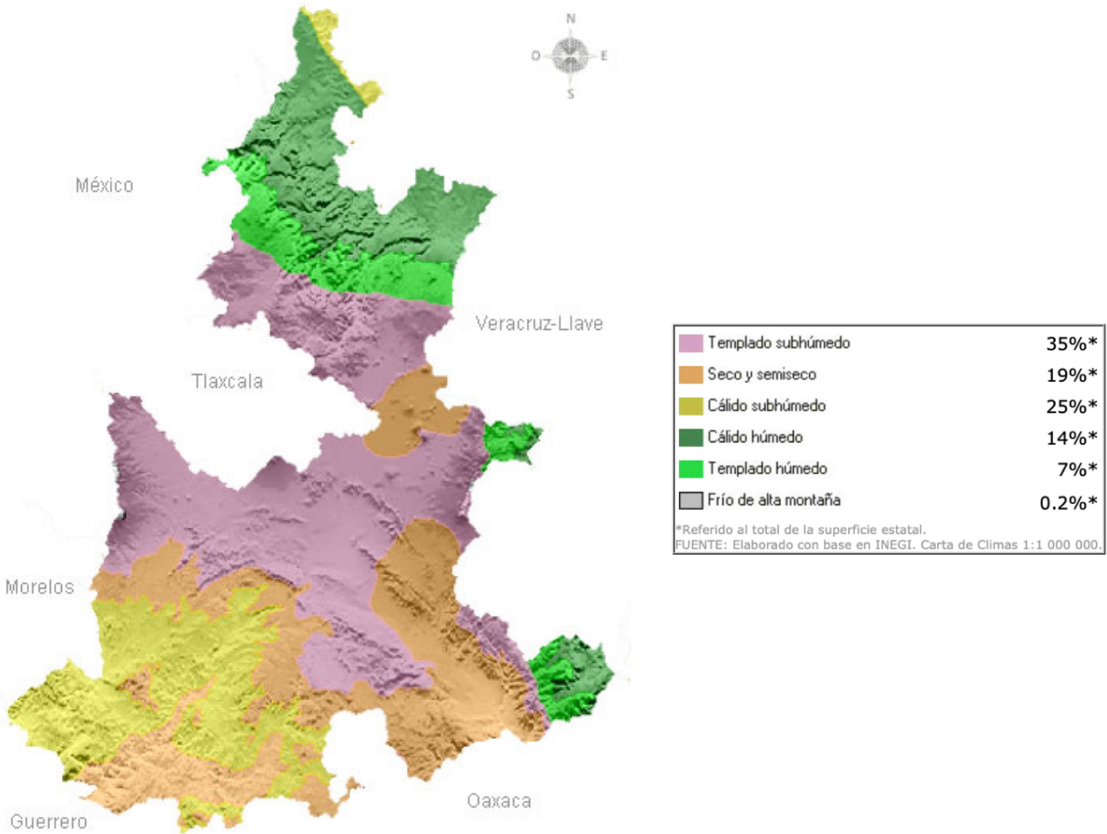 N
O
E
S
México
Veracruz-Llave
Tlaxcala
Morelos
Oaxaca
Guerrero
Templado subhúmedo 35%*
Seco y semiseco 19%*
Cálido subhúmedo 25%*
Cálido húmedo 14%*
Templado húmedo 7%*
Frío de alta montaña 0.2%*
*Referido al total de la superficie estatal.
FUENTE: Elaborado con base en INEGI. Carta de Climas 1:1 000 000.